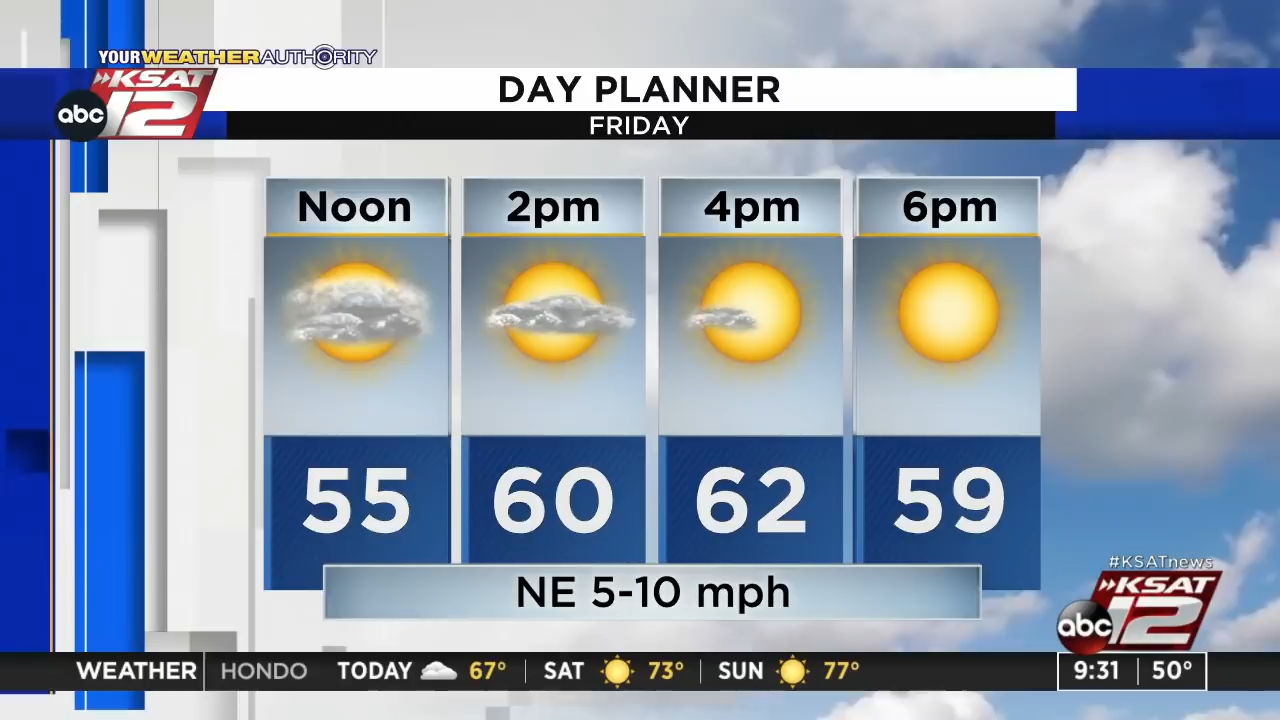 YOUR WEATHER AUTHORITY
KSAT
abc 12
DAY PLANNER
FRIDAY
Noon 2pm 4pm 6pm
55 60 62 59
NE 5-10 mph
#KSATnews
KSAT
abc 12
WEATHER HONDO TODAY 67° SAT 73° SUN 77° 9:31 50°